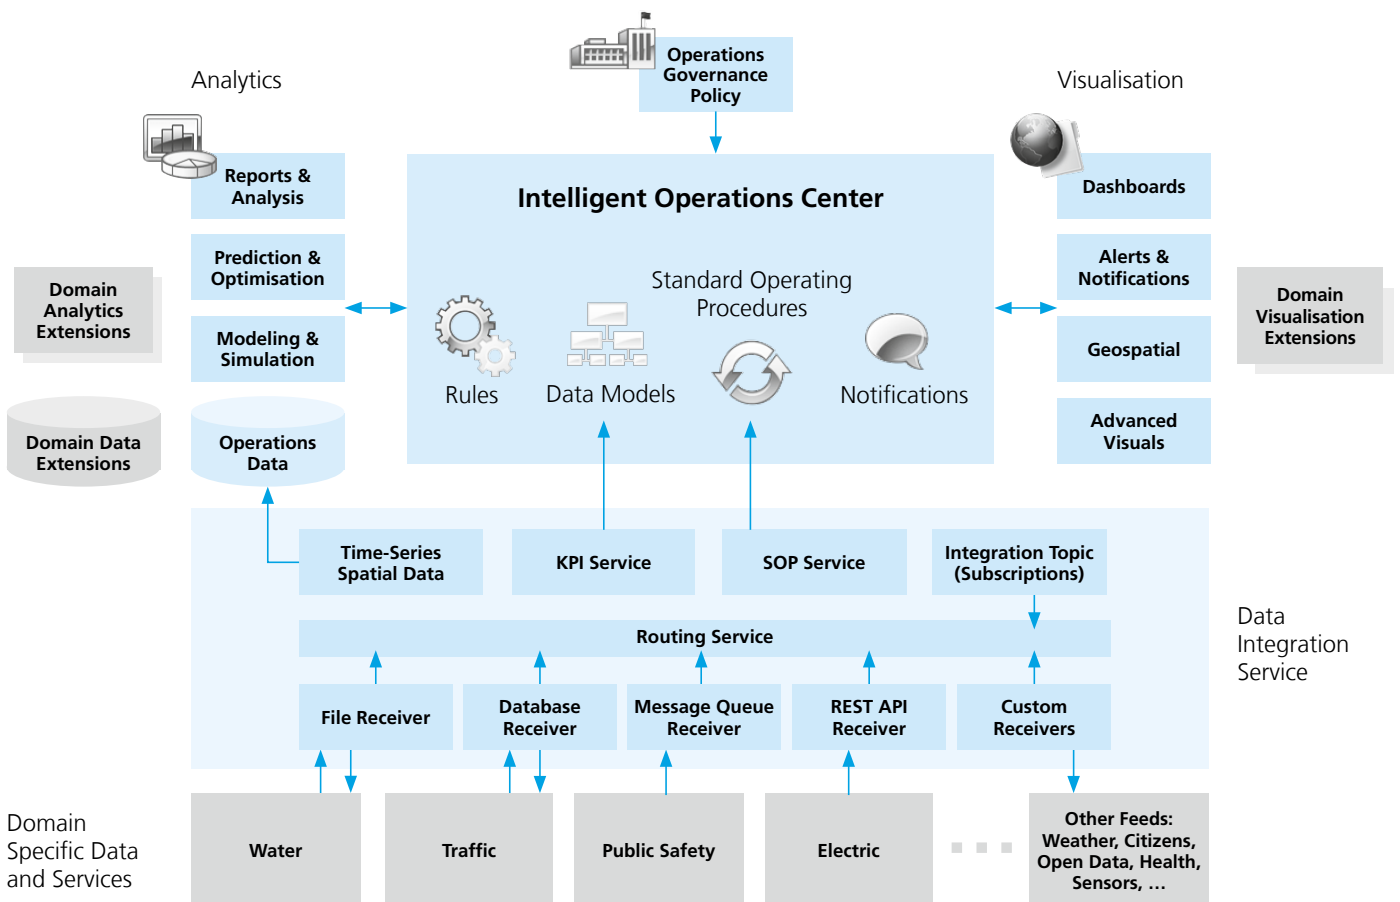 Operations
Governance
Policy
Analytics
Visualisation
Reports &
Analysis
Prediction &
Optimisation
Modeling &
Simulation
Domain
Analytics
Extensions
Domain Data
Extensions
Operations
Data
Intelligent Operations Center
Rules
Data Models
Standard Operating
Procedures
Notifications
Dashboards
Alerts &
Notifications
Geospatial
Advanced
Visuals
Domain
Visualisation
Extensions
Time-Series
Spatial Data
KPI Service
SOP Service
Integration Topic
(Subscriptions)
Routing Service
Data
Integration
Service
File Receiver
Database
Receiver
Message Queue
Receiver
REST API
Receiver
Custom
Receivers
Domain
Specific Data
and Services
Water
Traffic
Public Safety
Electric
Other Feeds:
Weather, Citizens,
Open Data, Health,
Sensors, ...